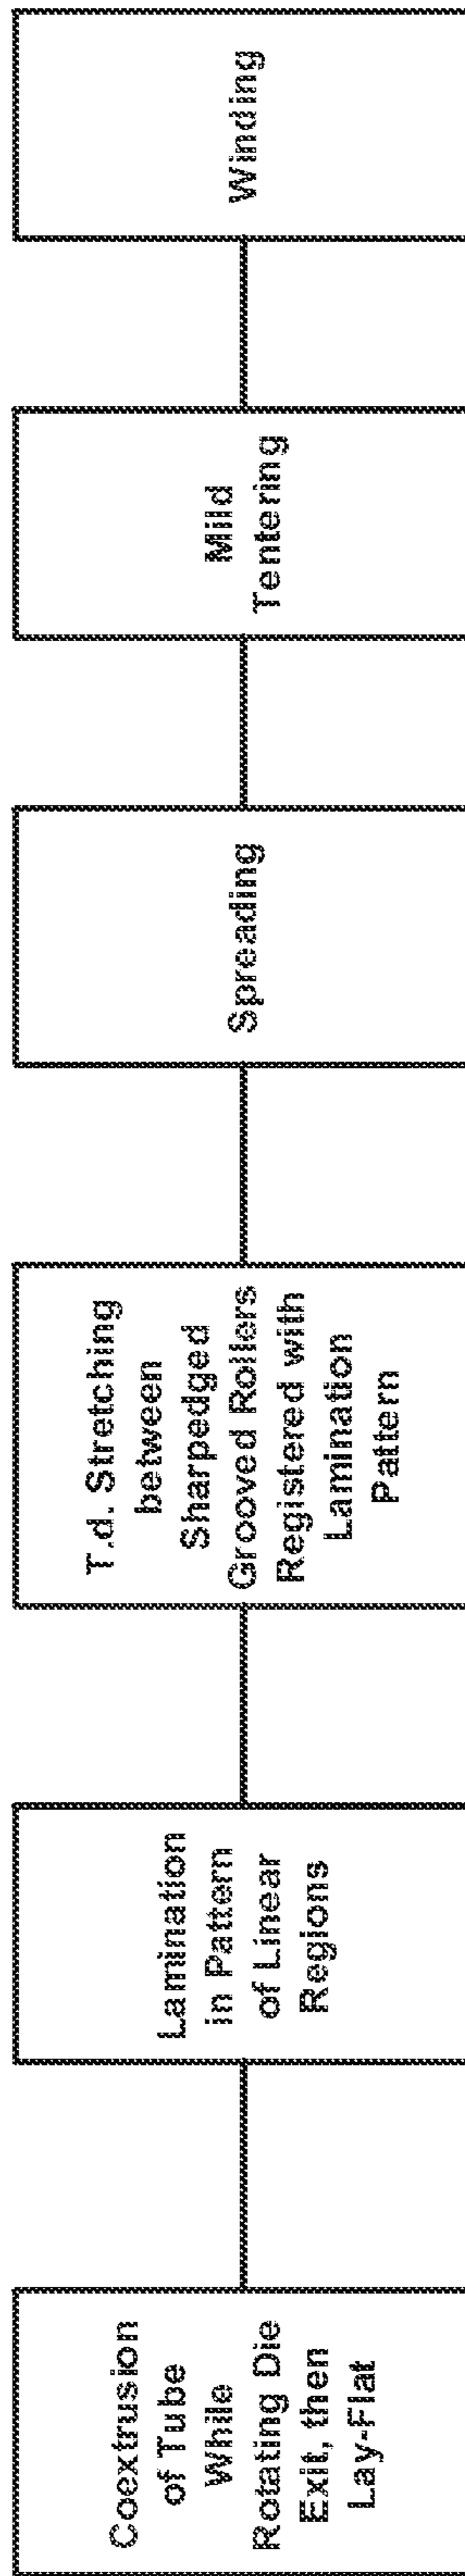 Coextrusion
of Tube
While
Rotating Die
Exit, then
Lay-Flat
Lamination
in Pattern
of Linear
Regions
T.d. Stretching
between
Sharpedged
Grooved Rollers
Registered with
Lamination
Pattern
Spreading
Mild
Tentering
Winding